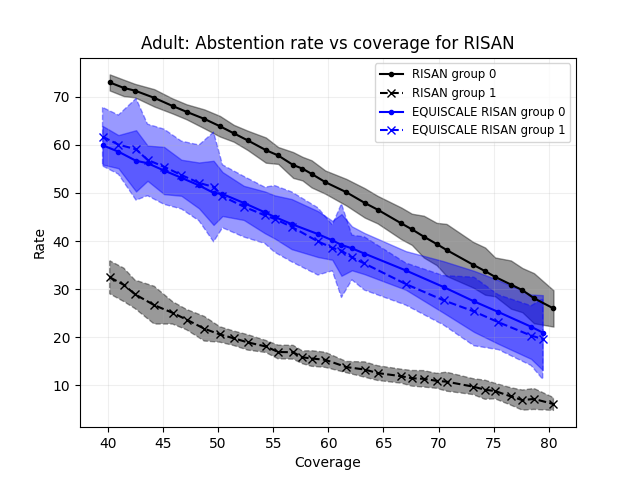 Adult: Abstention rate vs coverage for RISAN
RISAN group 0
RISAN group 1
EQUISCALE RISAN group 0
EQUISCALE RISAN group 1
70
60
50
40
30
20
10
Rate
40 45 50 55 60 65 70 75 80
Coverage